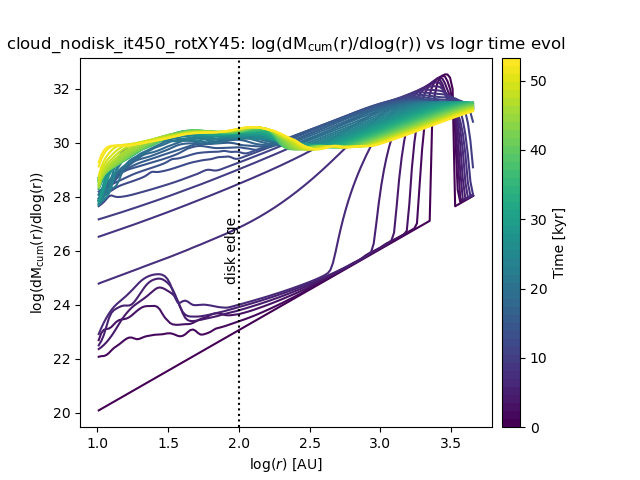 cloud_nodisk_it450_rotXY45: log(dM_cum(r)/dlog(r)) vs logr time evol
32
30
28
26
24
22
20
log(dM_cum(r)/dlog(r))
disk edge
1.0 1.5 2.0 2.5 3.0 3.5
log(r) [AU]
50
40
30
20
10
0
Time [kyr]